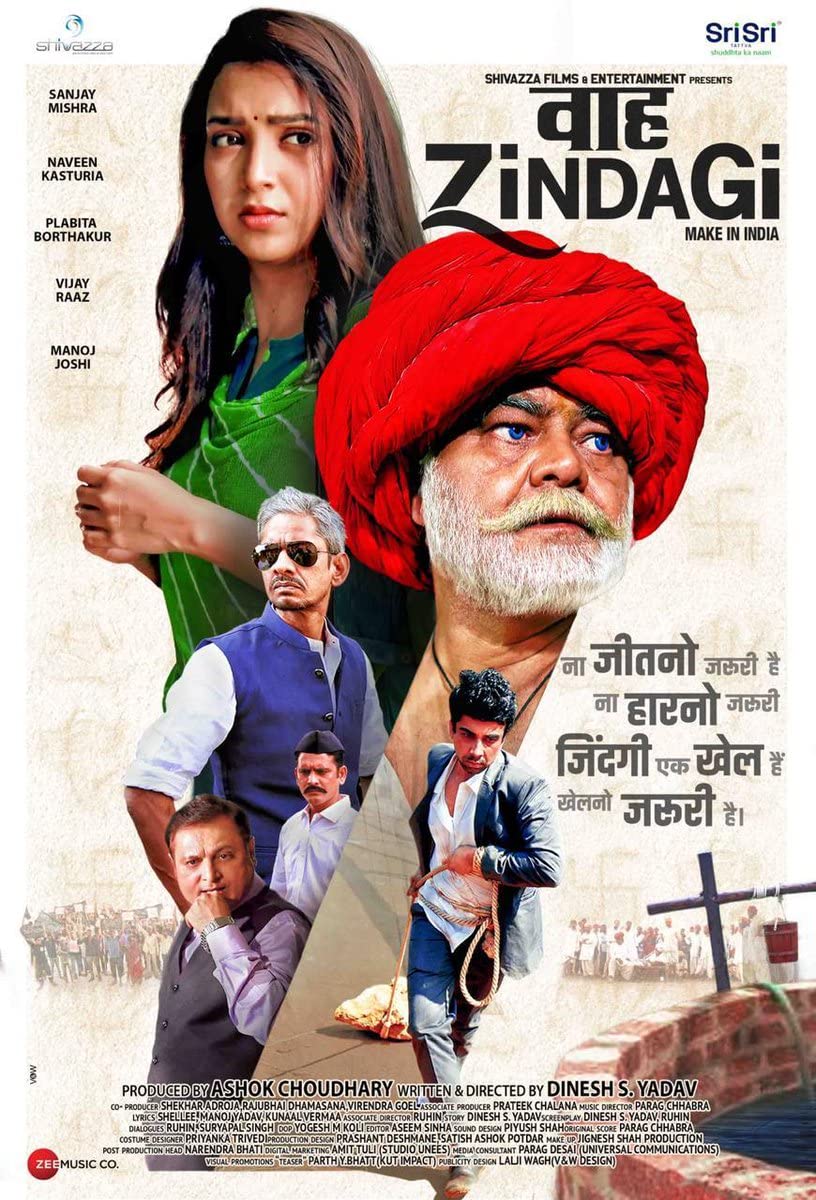 shivazza
Sri Sri
TATTVA
shuddhta ka naam
SHIVAZZA FILMS & ENTERTAINMENT PRESENTS
वाह
ZiNDAGi
MAKE IN INDIA
SANJAY
MISHRA
NAVEEN
KASTURIA
PLABITA
BORTHAKUR
VIJAY
RAAZ
MANOJ
JOSHI
ना जीतनो जरूरी है
ना हारनो जरूरी
जिंदगी एक खेल हैं
खेलनो जरूरी है।
VOW
PRODUCED BY ASHOK CHOUDHARY WRITTEN & DIRECTED BY DINESH S. YADAV
CO- PRODUCER SHEKHAR ADROJA, RAJUBHAI DHAMASANA, VIRENDRA GOEL ASSOCIATE PRODUCER PRATEEK CHALANA MUSIC DIRECTOR PARAG CHHABRA
LYRICS SHELLEE, MANOJ YADAV, KUNAAL VERMAA ASSOCIATE DIRECTOR RUHIN STORY DINESH S. YADAV SCREENPLAY DINESH S. YADAV, RUHIN
DIALOGUES RUHIN, SURYAPAL SINGH DOP YOGESH M KOLI EDITOR ASEEM SINHA SOUND DESIGN PIYUSH SHAH ORIGINAL SCORE PARAG CHHABRA
COSTUME DESIGNER PRIYANKA TRIVEDI PRODUCTION DESIGN PRASHANT DESHMANE, SATISH ASHOK POTDAR MAKE UP JIGNESH SHAH PRODUCTION
POST PRODUCTION HEAD NARENDRA BHATI DIGITAL MARKETING AMIT TULI (STUDIO UNEES) MEDIA CONSULTANT PARAG DESAI (UNIVERSAL COMMUNICATIONS)
VISUAL PROMOTIONS "TEASER" PARTH Y.BHATT (KUT IMPACT) PUBLICITY DESIGN LALJI WAGH (V&W DESIGN)
ZEE MUSIC CO.